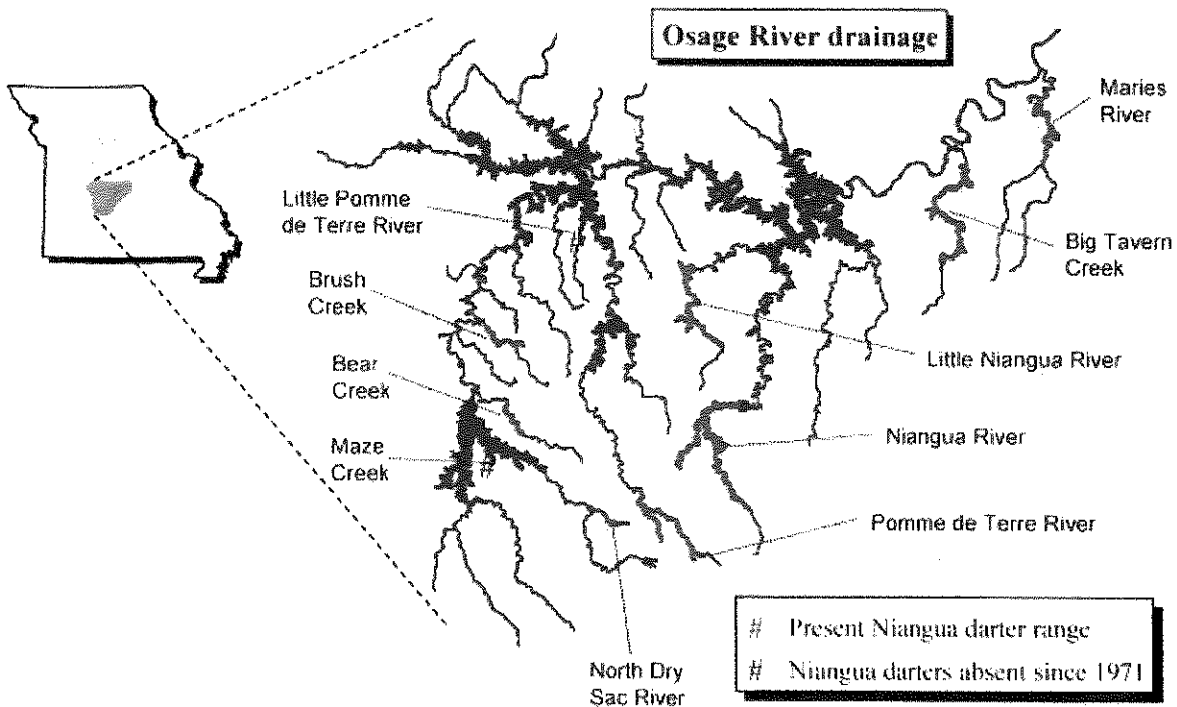 Osage River drainage
Maries
River
Little Pomme
de Terre River
Big Tavern
Creek
Brush
Creek
Little Niangua River
Bear
Creek
Niangua River
Maze
Creek
#
#
Pomme de Terre River
# Present Niangua darter range
# Niangua darters absent since 1971
North Dry
Sac River